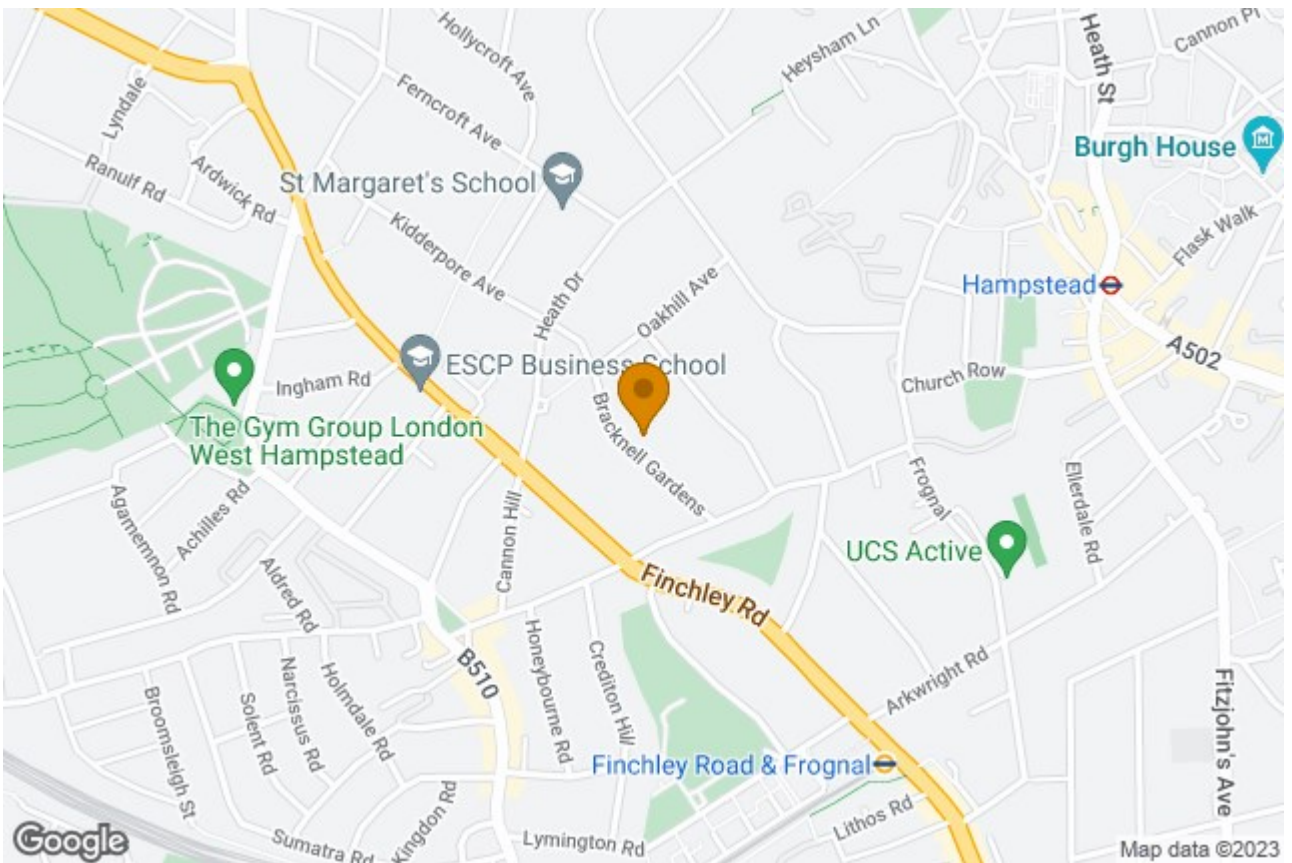 Hollycroft Ave
Heysham Ln
Heath St
Cannon Pl
Lyndale
Ferncroft Ave
Burgh House
Ranulf Rd
Ardwick Rd
St Margaret's School
Kidderpore Ave
Flask Walk
Heath Dr
Oakhill Ave
Hampstead
A502
ESCP Business School
Ingham Rd
Church Row
The Gym Group London
West Hampstead
Bracknell Gardens
Frognal
Ellerdale Rd
Agamemnon Rd
Achilles Rd
Cannon Hill
UCS Active
Aldred Rd
Finchley Rd
Honeybourne Rd
Crediton Hill
B510
Arkwright Rd
Narcissus Rd
Holmdale Rd
Solent Rd
Broomsleigh St
Fitzjohn's Ave
Finchley Road & Frognal
Lithos Rd
Kingdon Rd
Sumatra Rd
Lymington Rd
Google
Map data ©2023